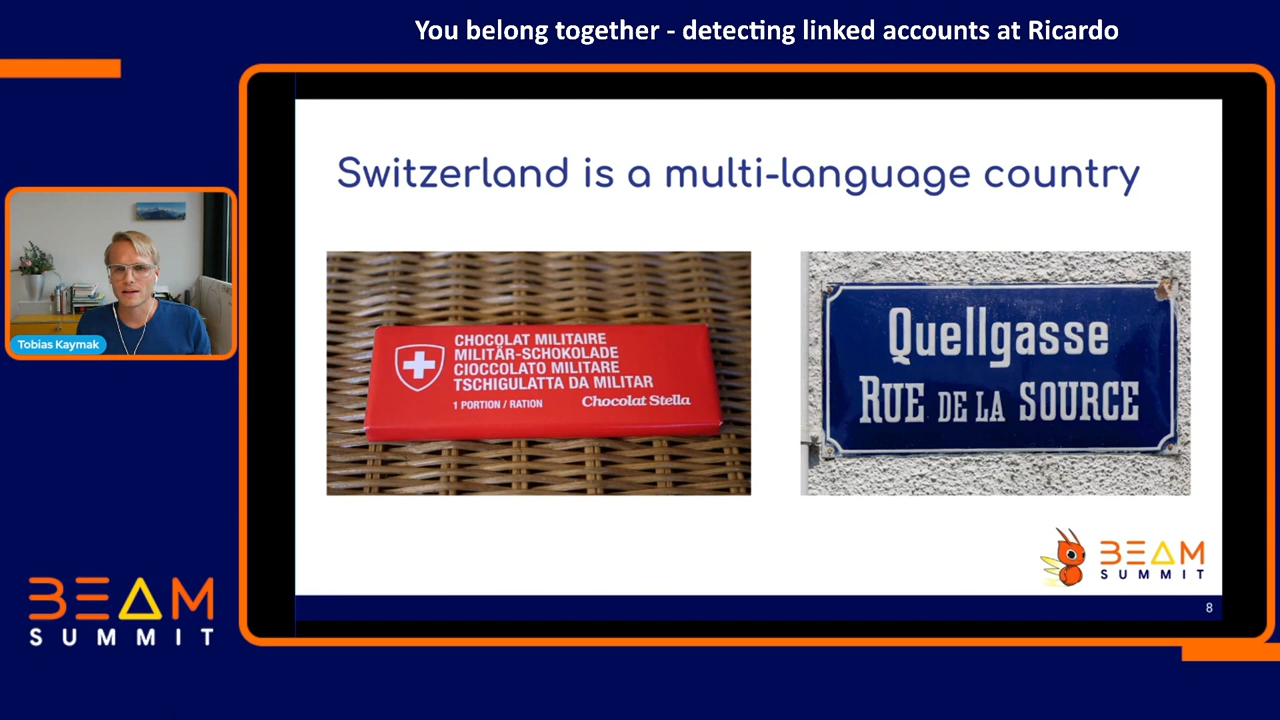 You belong together - detecting linked accounts at Ricardo
Switzerland is a multi-language country
CHOCOLAT MILITAIRE
MILITÄR-SCHOKOLADE
CIOCCOLATO MILITARE
TSCHIGULATTA DA MILITAR
1 PORTION / RATION
Chocolat Stella
Quellgasse
RUE DE LA SOURCE
Tobias Kaymak
BEAM
SUMMIT
8
BEAM
SUMMIT